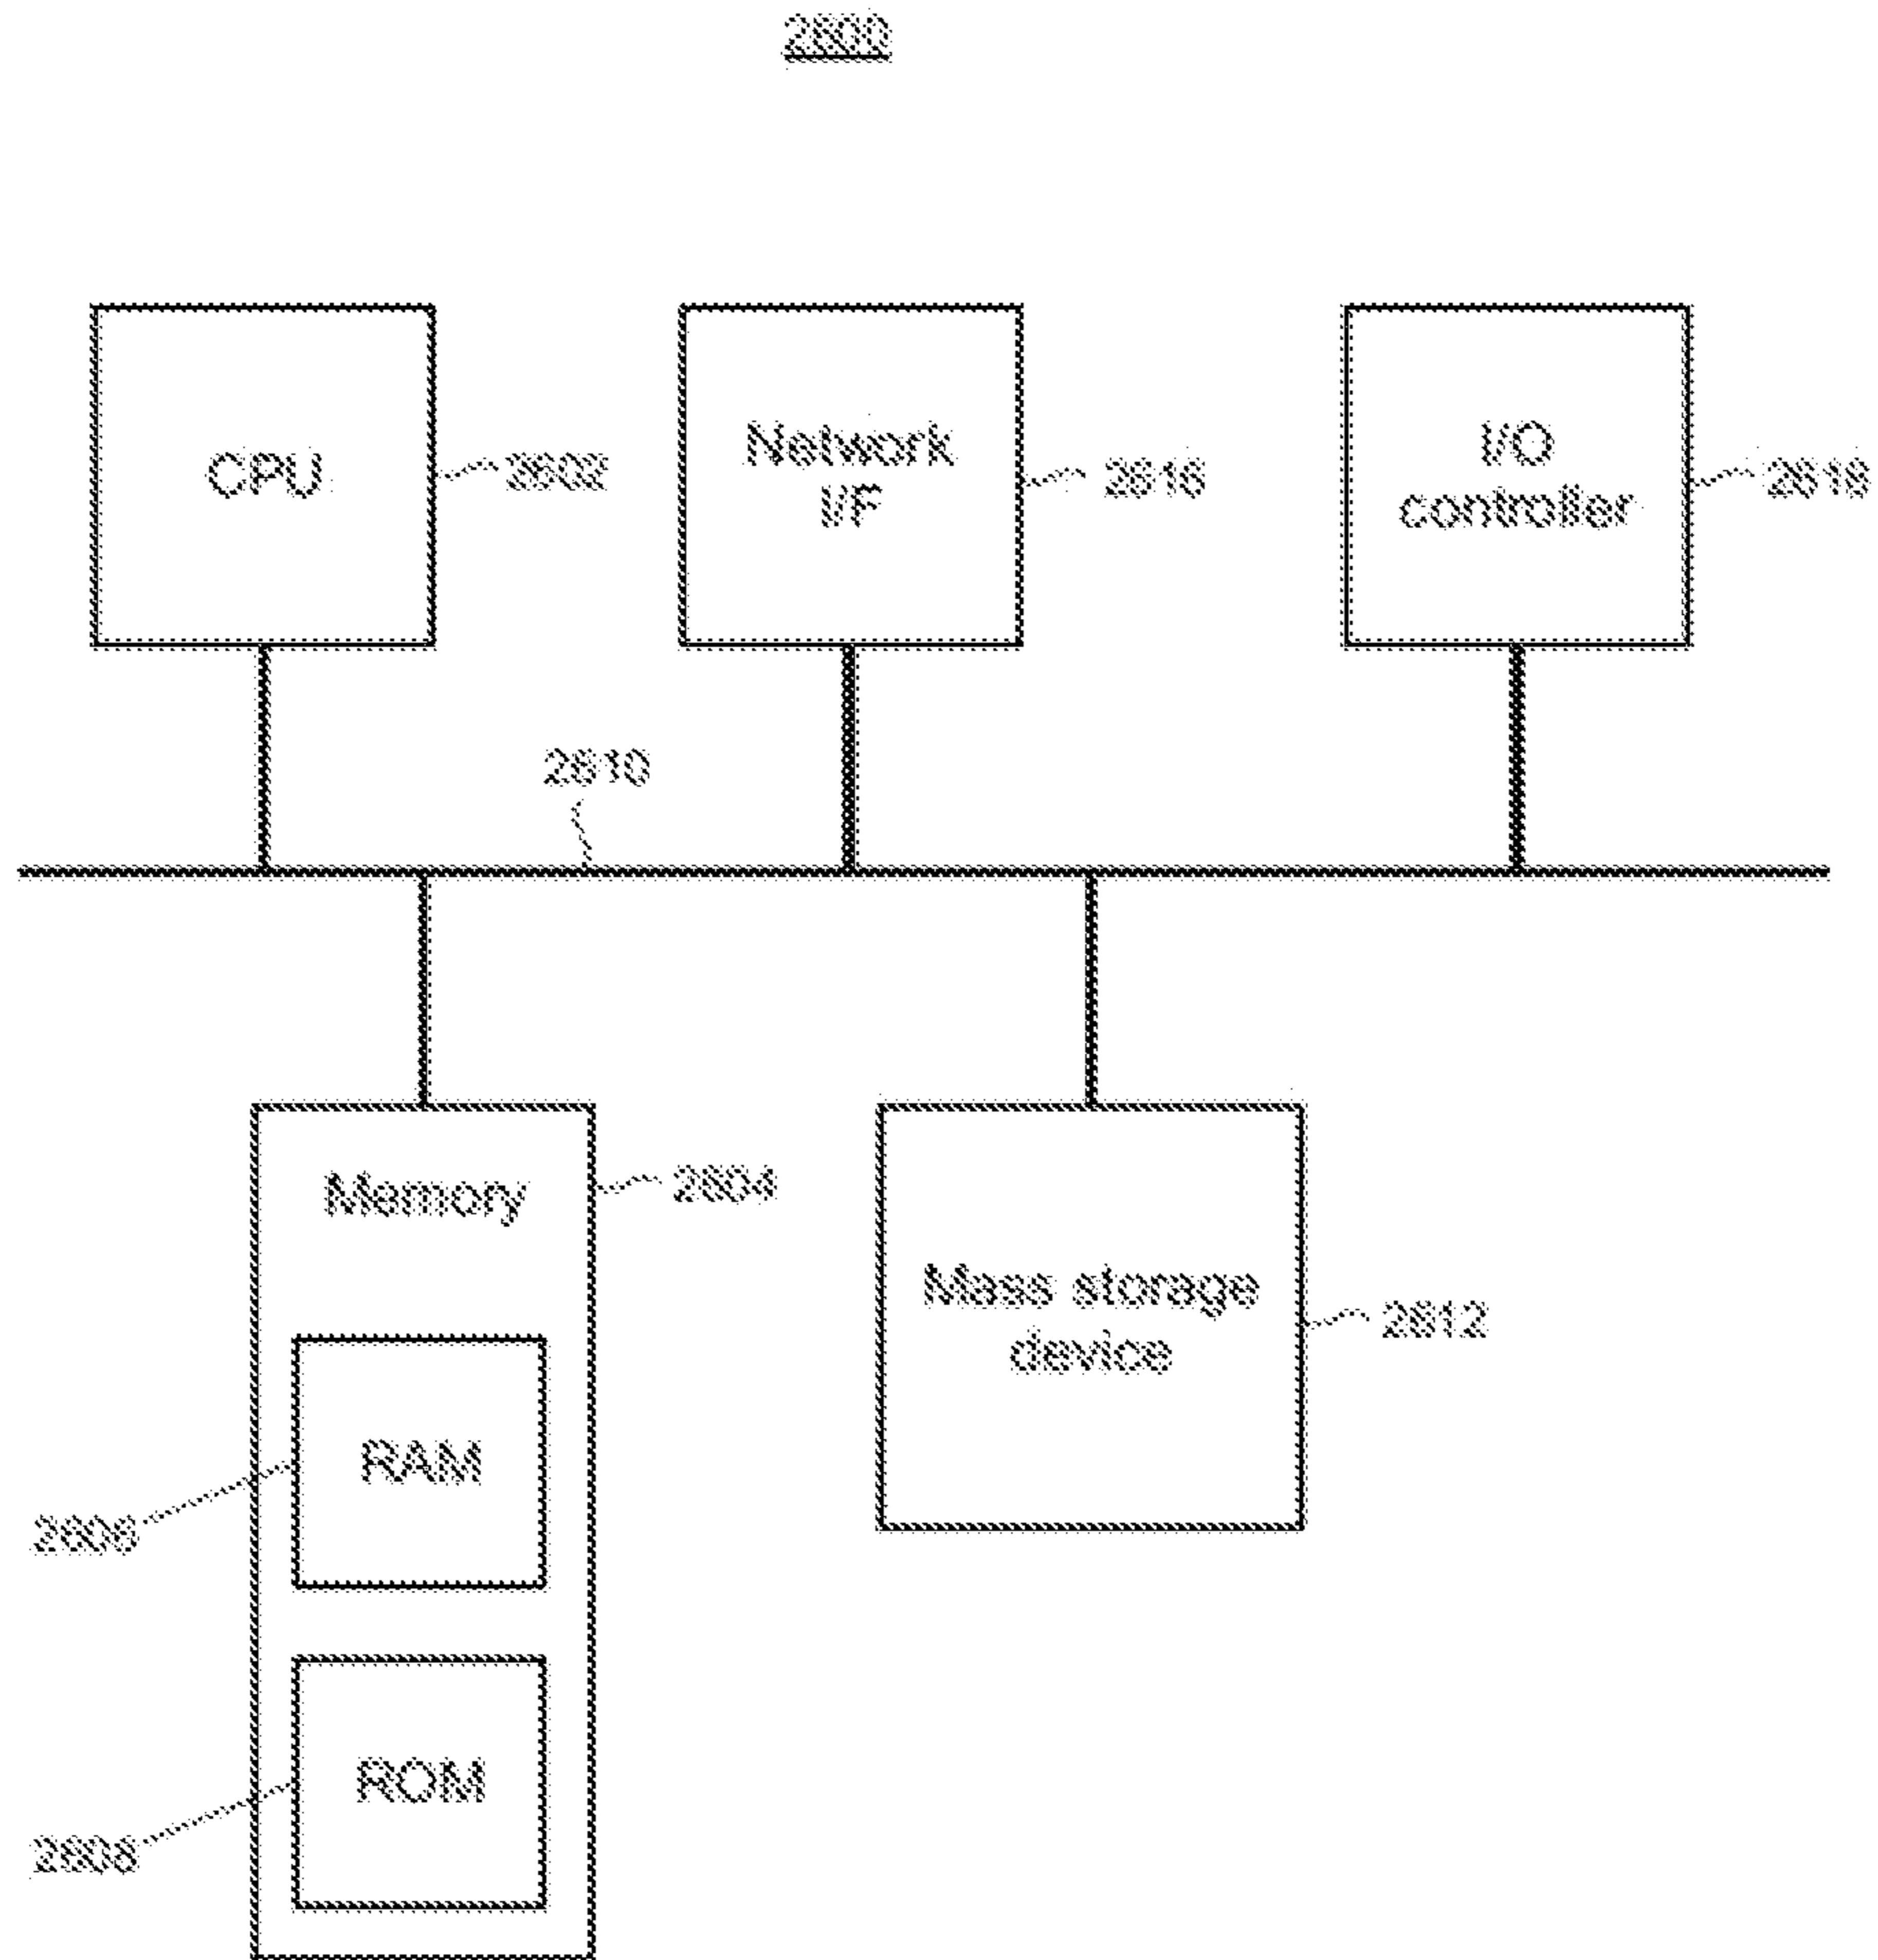 2800
CPU
2802
Network
I/F
2816
I/O
controller
2818
2810
Memory
2804
Mass storage
device
2812
RAM
2806
ROM
2808